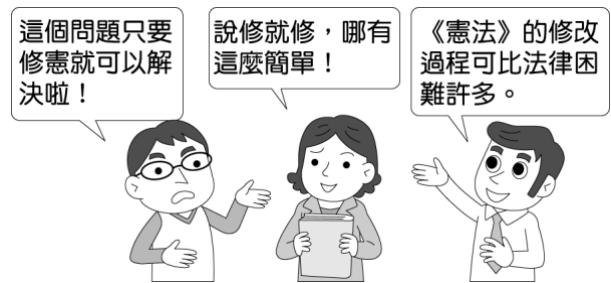 這個問題只要
修憲就可以解
決啦！
說修就修，哪有
這麼簡單！
《憲法》的修改
過程可比法律困
難許多。